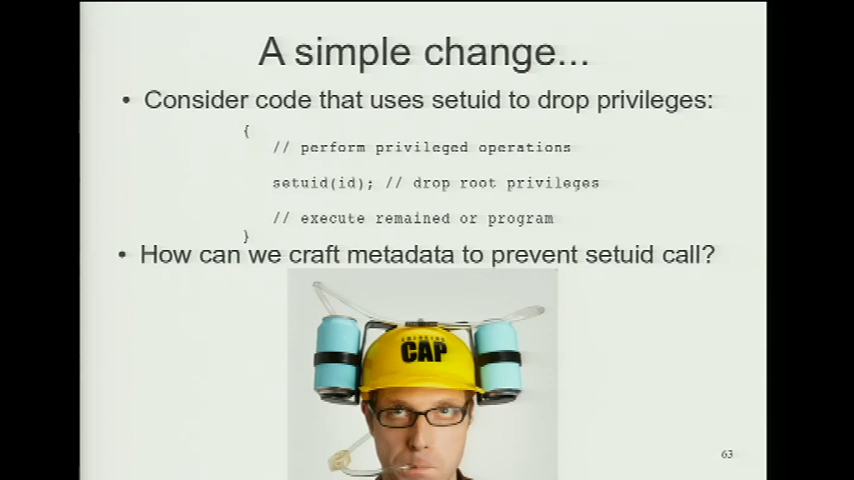 A simple change...
• Consider code that uses setuid to drop privileges:
{
// perform privileged operations
setuid(id); // drop root privileges
// execute remained or program
}
• How can we craft metadata to prevent setuid call?
CAP
63